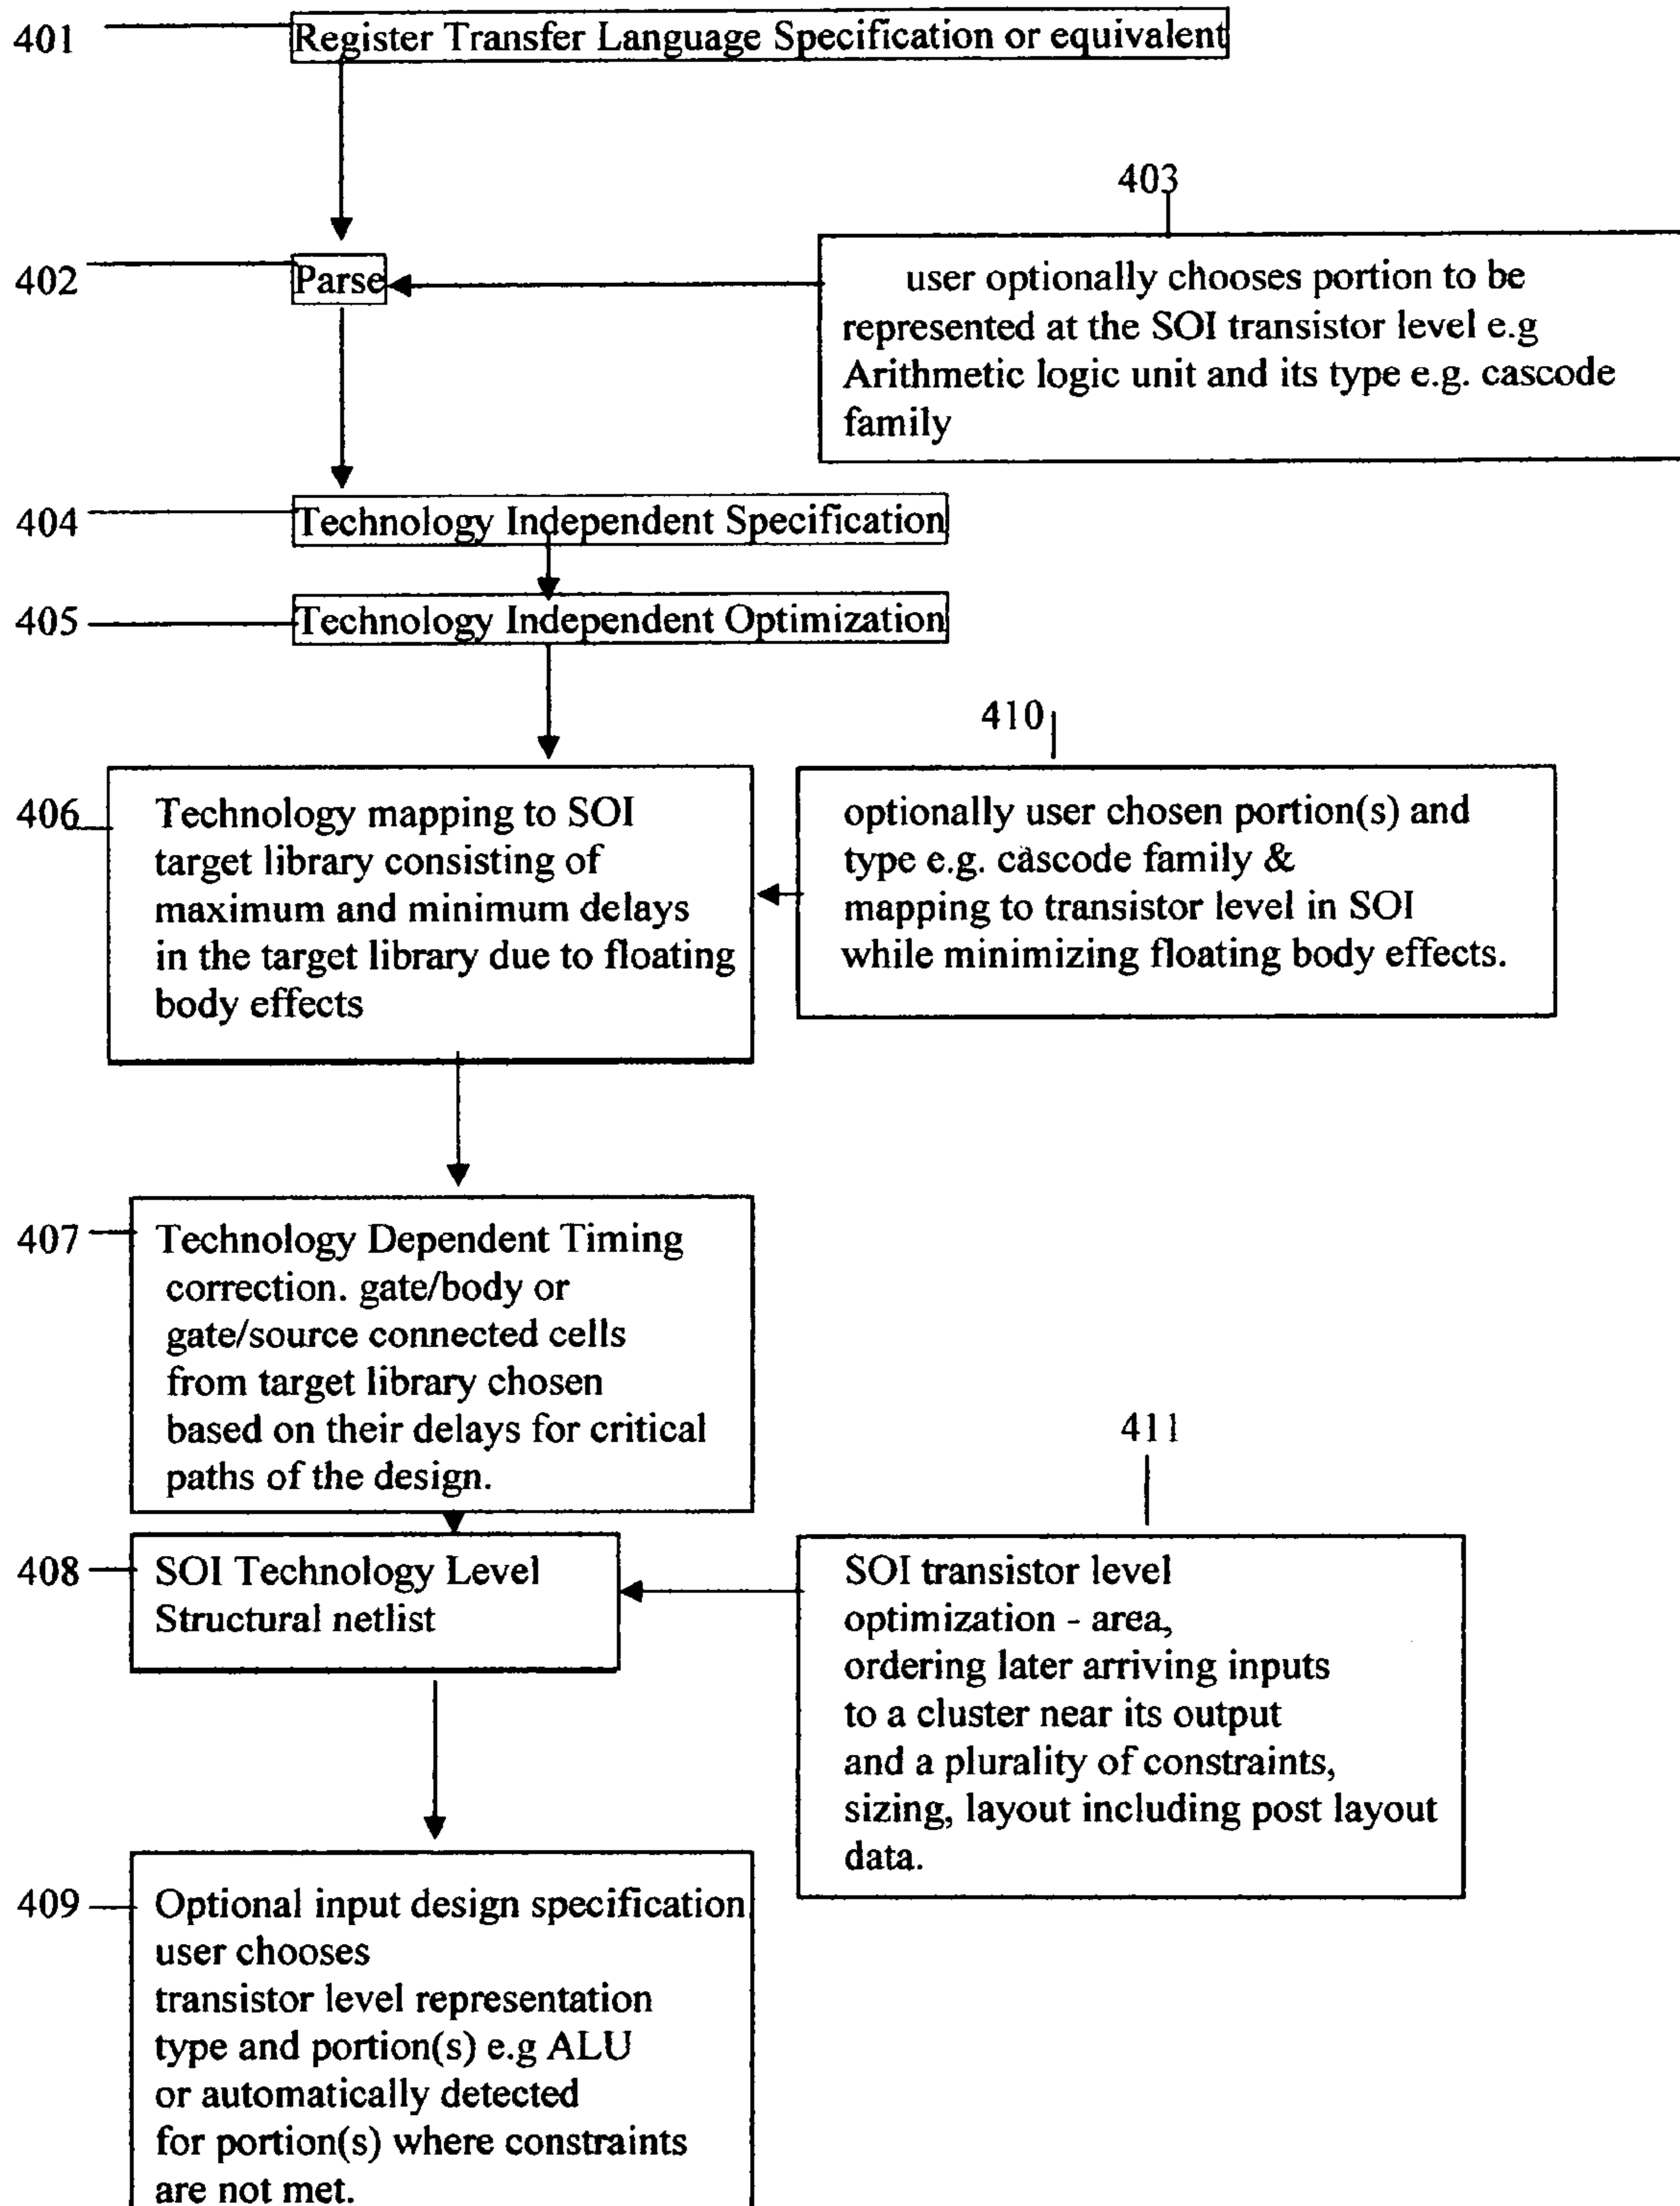 401
Register Transfer Language Specification or equivalent
403
402
Parse
user optionally chooses portion to be
represented at the SOI transistor level e.g
Arithmetic logic unit and its type e.g. cascode
family
404
Technology Independent Specification
405
Technology Independent Optimization
410
406
Technology mapping to SOI
target library consisting of
maximum and minimum delays
in the target library due to floating
body effects
optionally user chosen portion(s) and
type e.g. cascode family &
mapping to transistor level in SOI
while minimizing floating body effects.
407
Technology Dependent Timing
correction. gate/body or
gate/source connected cells
from target library chosen
based on their delays for critical
paths of the design.
411
408
SOI Technology Level
Structural netlist
SOI transistor level
optimization - area,
ordering later arriving inputs
to a cluster near its output
and a plurality of constraints,
sizing, layout including post layout
data.
409
Optional input design specification
user chooses
transistor level representation
type and portion(s) e.g ALU
or automatically detected
for portion(s) where constraints
are not met.